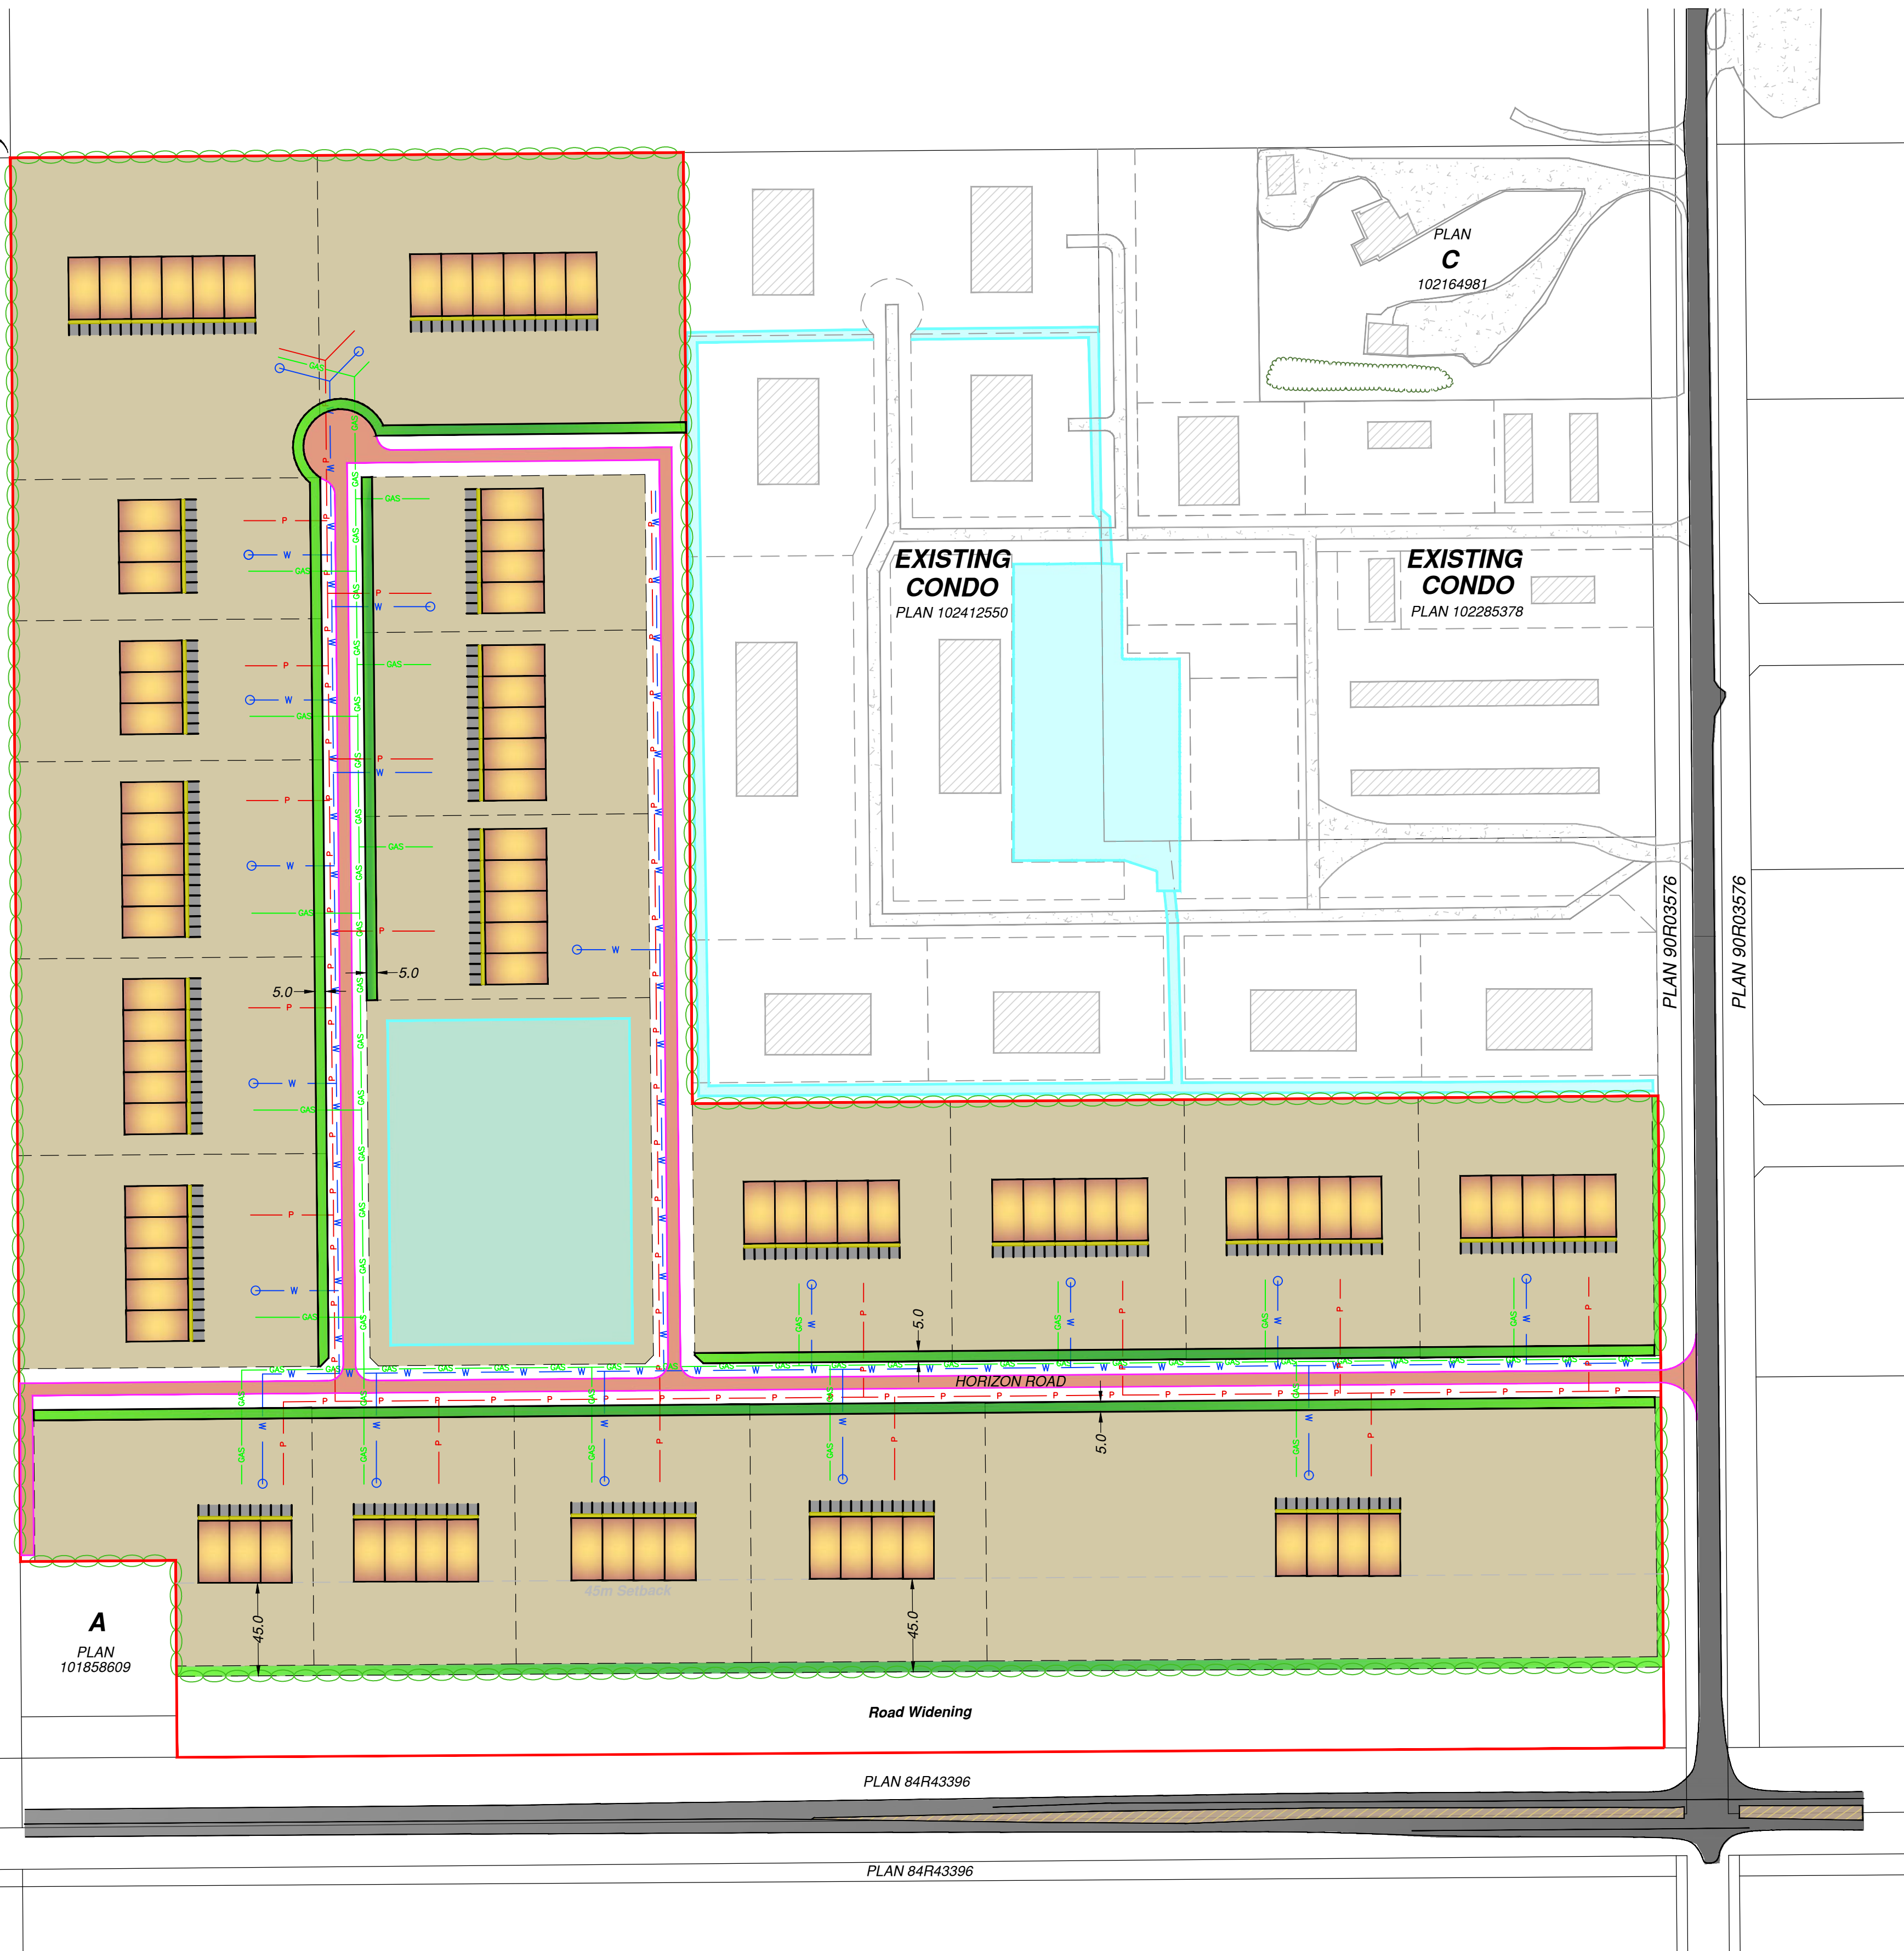 PLAN
C
102164981
EXISTING
CONDO
PLAN 102412550
EXISTING
CONDO
PLAN 102285378
PLAN 90R03576
PLAN 90R03576
5.0
5.0
5.0
HORIZON ROAD
5.0
45m Setback
45.0
45.0
A
PLAN
101858609
Road Widening
PLAN 84R43396
PLAN 84R43396
GAS
W
P